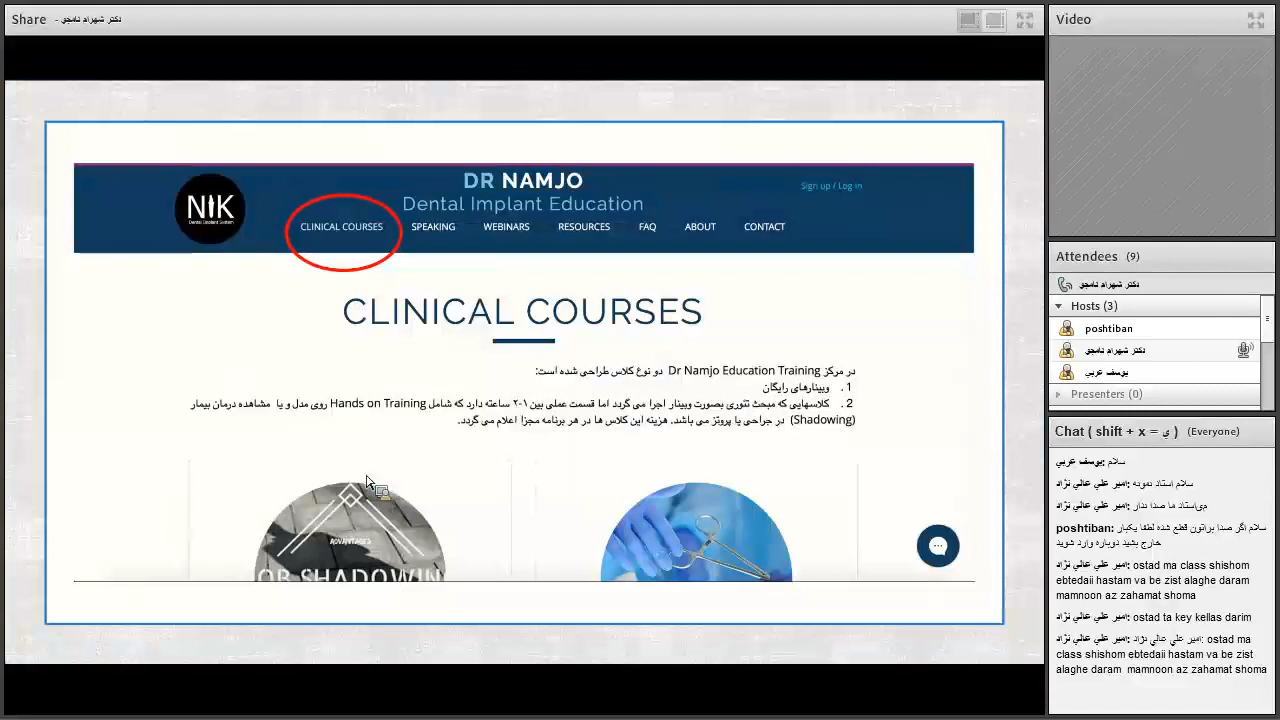 Share - دكتر شهرام نامجو
DR NAMJO
Sign up / Log in
NIK
Dental Implant System
Dental Implant Education
CLINICAL COURSES SPEAKING WEBINARS RESOURCES FAQ ABOUT CONTACT
CLINICAL COURSES
در مرکز Dr Namjo Education Training دو نوع کلاس طراحی شده است:
1 . وبینارهای رایگان
2 . کلاسهایی که مبحث تئوری بصورت وبینار اجرا می گردد اما قسمت عملی بین ۱-۲ ساعته دارد که شامل Hands on Training روی مدل و یا مشاهده درمان بیمار
(Shadowing) در جراحی یا پروتز می باشد. هزینه این کلاس ها در هر برنامه مجزا اعلام می گردد.
ADVANTAGES
OB SHADOWIN
Video
Attendees (9)
دكتر شهرام نامجو
Hosts (3)
poshtiban
دكتر شهرام نامجو
يوسف عربي
Presenters (0)
Chat ( shift + x = ي ) (Everyone)
يوسف عربي: سلام
امير علي عالي نژاد: سلام استاد نمونه
امير علي عالي نژاد:
poshtiban: سلام اگر صدا براتون قطع شده لطفا یکبار
خارج بشید دوباره وارد شوید
امير علي عالي نژاد: ostad ma class shishom
ebtedaii hastam va be zist alaghe daram
mamnoon az zahamat shoma
امير علي عالي نژاد: ostad ta key kellas darim
امير علي عالي نژاد: امير علي عالي نژاد: ostad ma
class shishom ebtedaii hastam va be zist
alaghe daram mamnoon az zahamat shoma